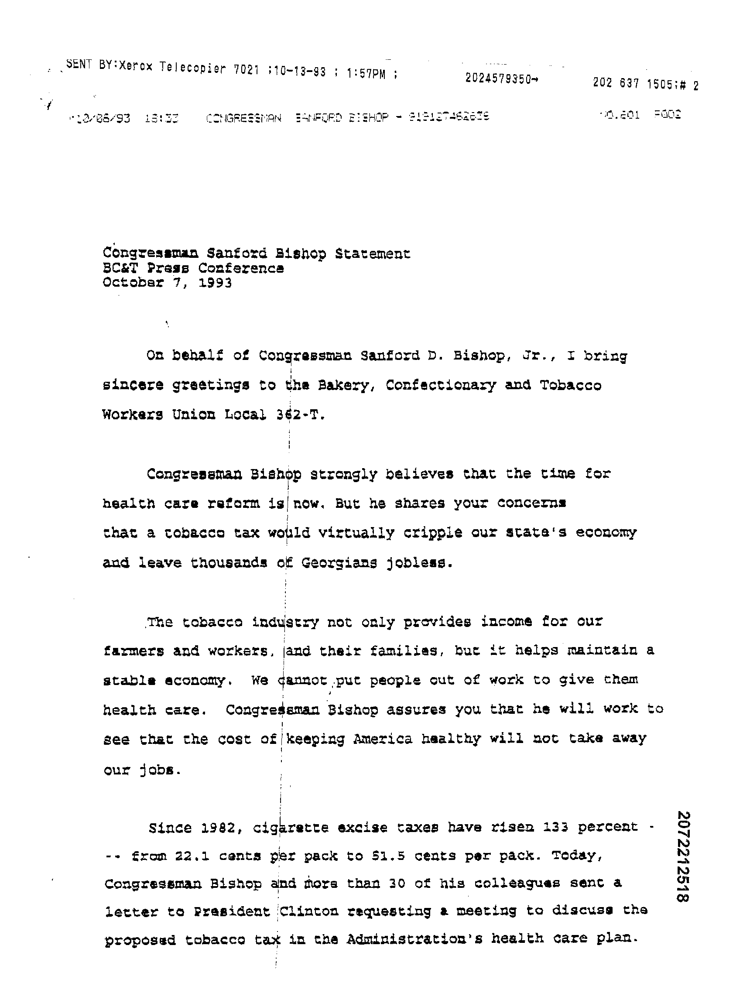 SENT BY:Xerox Telecopier 7021 ;10-13-93 ; 1:57PM ; 2024579350→ 202 637 1505;# 2
10/06/93 15:33 CONGRESSMAN SANFORD BISHOP - 919127462635 NO.601 P002
Congressman Sanford Bishop Statement
BC&T Press Conference
October 7, 1993
On behalf of Congressman Sanford D. Bishop, Jr., I bring
sincere greetings to the Bakery, Confectionary and Tobacco
Workers Union Local 362-T.
Congressman Bishop strongly believes that the time for
health care reform is now. But he shares your concerns
that a tobacco tax would virtually cripple our state's economy
and leave thousands of Georgians jobless.
The tobacco industry not only provides income for our
farmers and workers, and their families, but it helps maintain a
stable economy. We cannot put people out of work to give them
health care. Congressman Bishop assures you that he will work to
see that the cost of keeping America healthy will not take away
our jobs.
Since 1982, cigarette excise taxes have risen 133 percent -
-- from 22.1 cents per pack to 51.5 cents per pack. Today,
Congressman Bishop and more than 30 of his colleagues sent a
letter to President Clinton requesting a meeting to discuss the
proposed tobacco tax in the Administration's health care plan.
2072212518